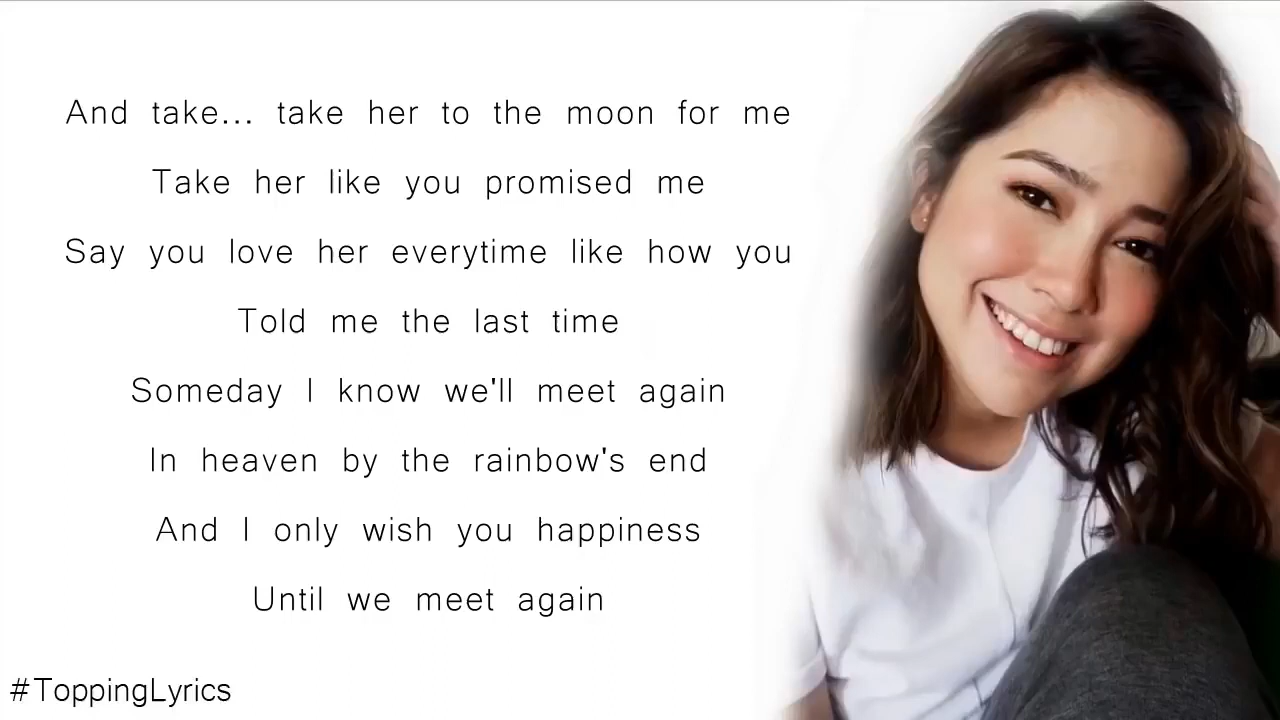 And take... take her to the moon for me
Take her like you promised me
Say you love her everytime like how you
Told me the last time
Someday I know we'll meet again
In heaven by the rainbow's end
And I only wish you happiness
Until we meet again
#ToppingLyrics